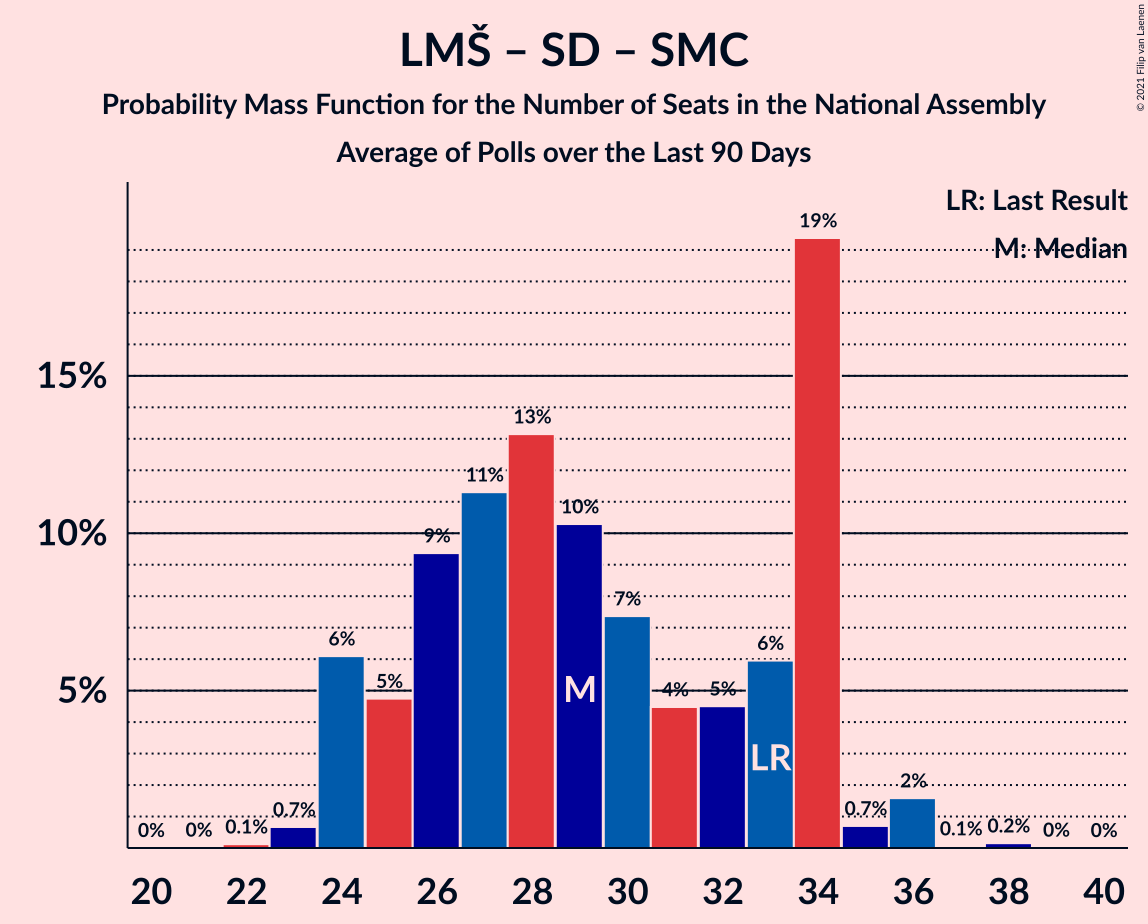 LMŠ – SD – SMC
Probability Mass Function for the Number of Seats in the National Assembly
Average of Polls over the Last 90 Days
© 2021 Filip van Laenen
LR: Last Result
M: Median
19%
15%
13%
11%
10%
10%
9%
7%
6%
6%
5%
5%
4%
5%
M
LR
2%
0%
0%
0.1%
0.7%
0.7%
0.1%
0.2%
0%
0%
20 22 24 26 28 30 32 34 36 38 40